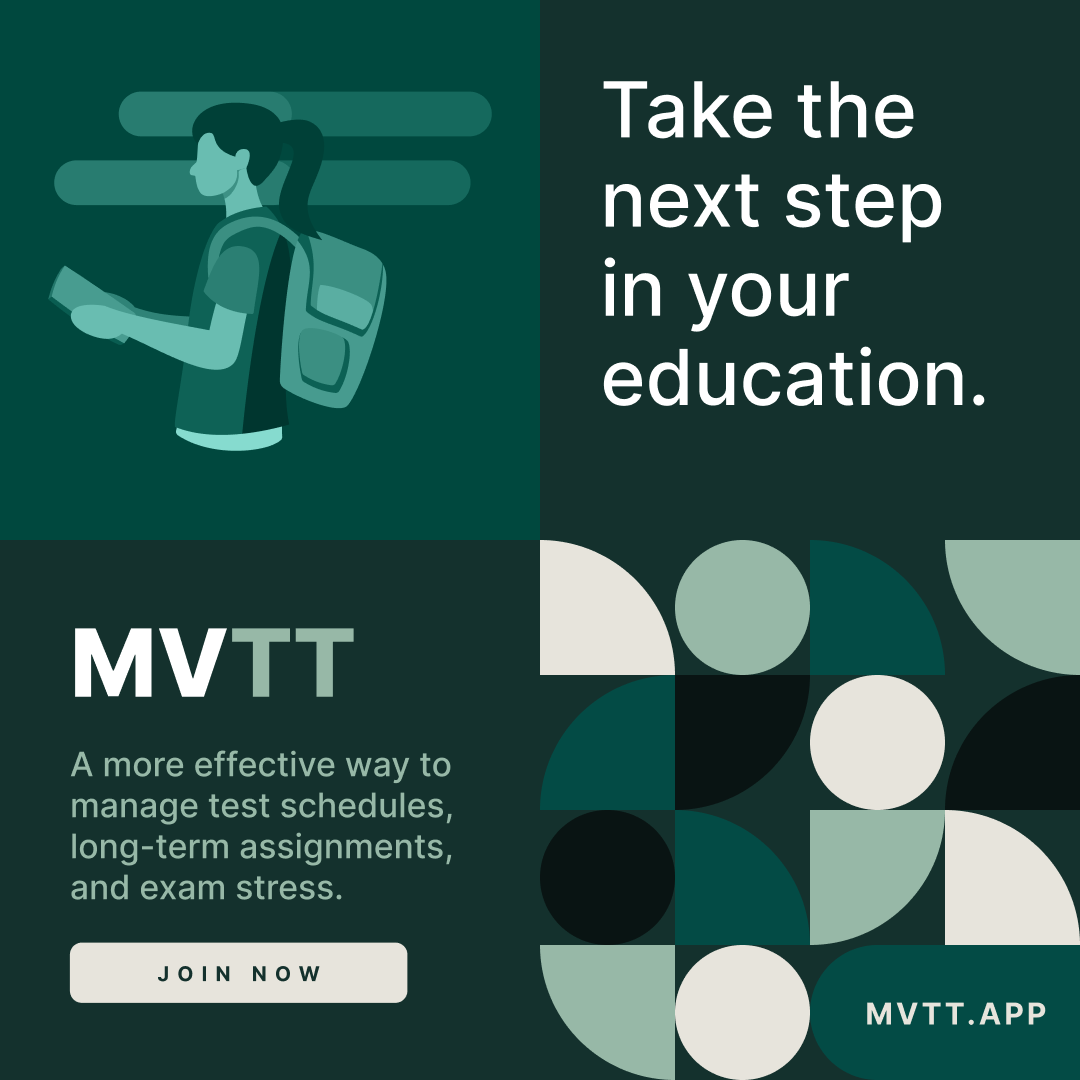 Take the
next step
in your
education.
MVTT
A more effective way to
manage test schedules,
long-term assignments,
and exam stress.
JOIN NOW
MVTT.APP